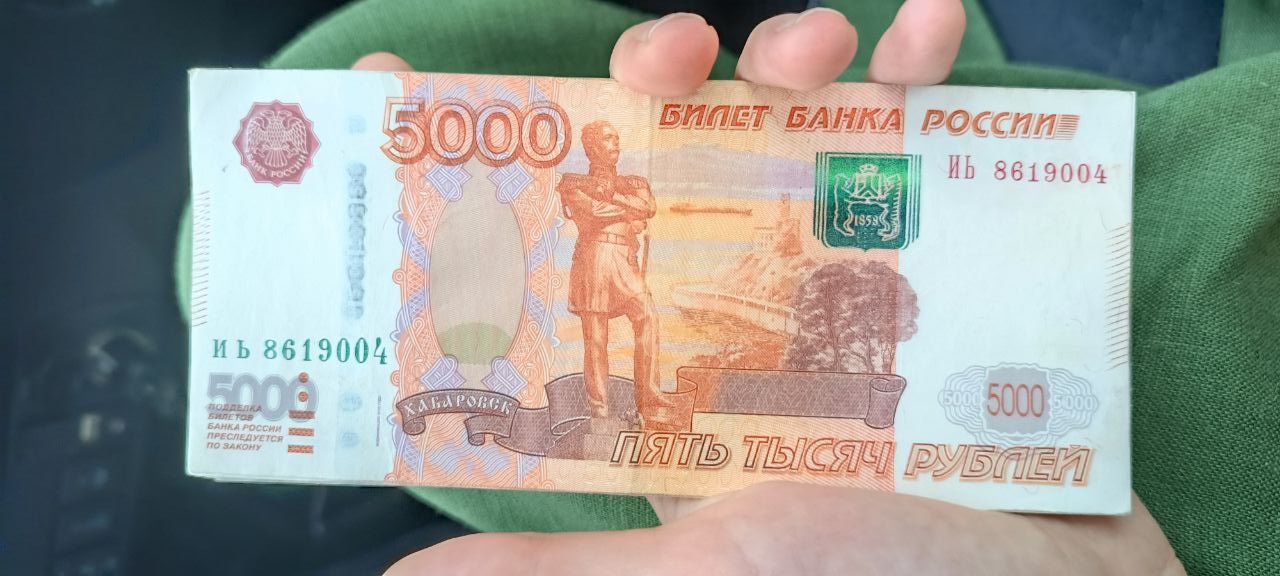 5000
БИЛЕТ БАНКА РОССИИ
БАНК РОССИИ
ИЬ 8619004
1858
ИЬ 8619004
5000
ПОДДЕЛКА
БИЛЕТОВ
БАНКА РОССИИ
ПРЕСЛЕДУЕТСЯ
ПО ЗАКОНУ
ХАБАРОВСК
5000 5000 5000
ПЯТЬ ТЫСЯЧ РУБЛЕЙ